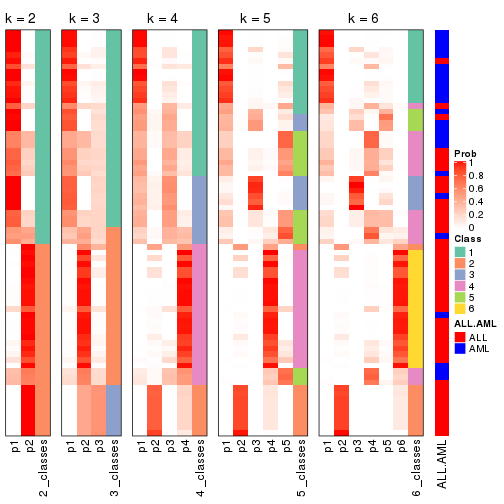 k = 2
k = 3
k = 4
k = 5
k = 6
p1
p2
2_classes
p1
p2
p3
3_classes
p1
p2
p3
p4
4_classes
p1
p2
p3
p4
p5
5_classes
p1
p2
p3
p4
p5
p6
6_classes
ALL.AML
Prob
1
0.8
0.6
0.4
0.2
0
Class
1
2
3
4
5
6
ALL.AML
ALL
AML